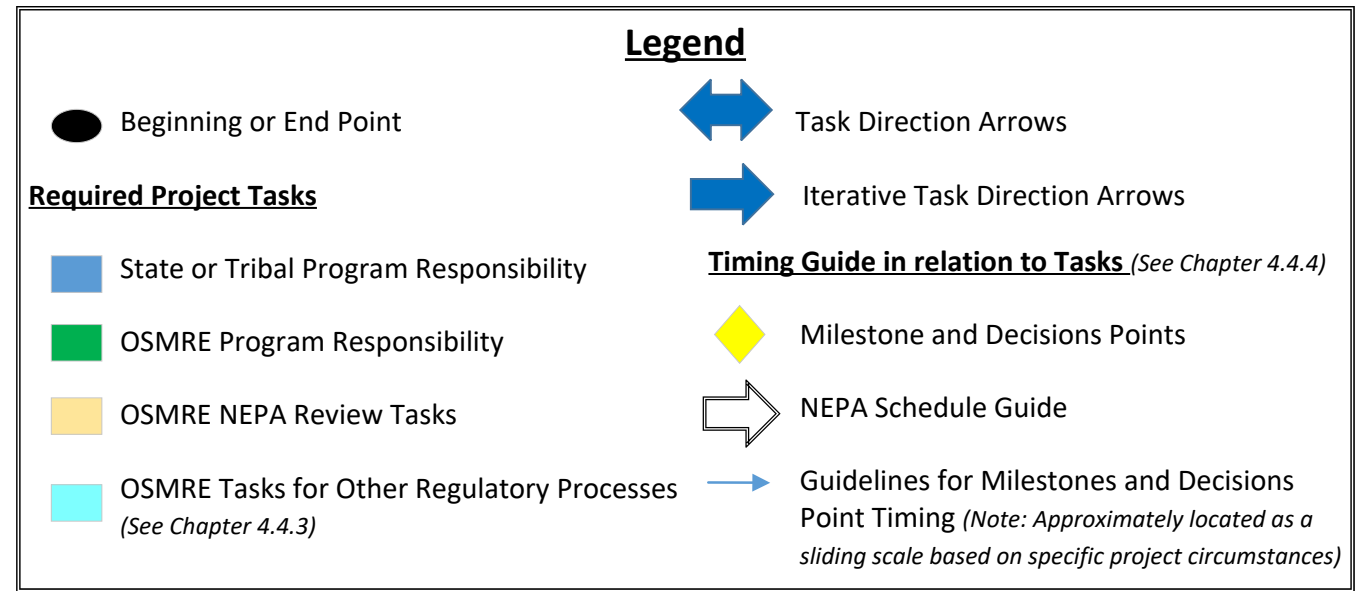 Legend
Beginning or End Point
Required Project Tasks
State or Tribal Program Responsibility
OSMRE Program Responsibility
OSMRE NEPA Review Tasks
OSMRE Tasks for Other Regulatory Processes
(See Chapter 4.4.3)
Task Direction Arrows
Iterative Task Direction Arrows
Timing Guide in relation to Tasks (See Chapter 4.4.4)
Milestone and Decisions Points
NEPA Schedule Guide
Guidelines for Milestones and Decisions
Point Timing (Note: Approximately located as a
sliding scale based on specific project circumstances)